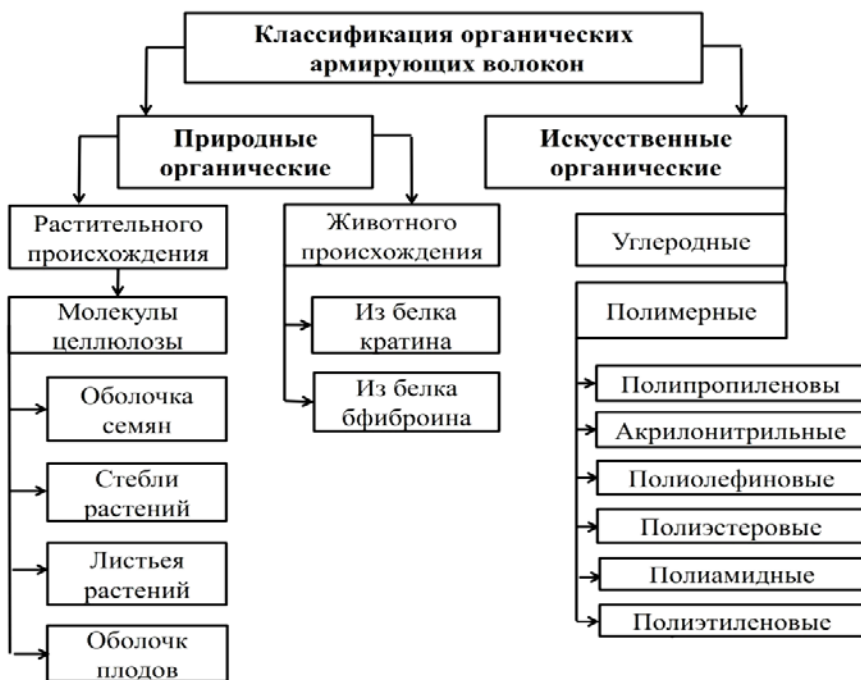 Классификация органических
армирующих волокон
Природные
органические
Искусственные
органические
Растительного
происхождения
Животного
происхождения
Углеродные
Молекулы
целлюлозы
Из белка
кратина
Полимерные
Оболочка
семян
Из белка
бфиброина
Полипропиленовы
Акрилонитрильные
Стебли
растений
Полиолефиновые
Полиэстеровые
Листьея
растений
Полиамидные
Полиэтиленовые
Оболочк
плодов